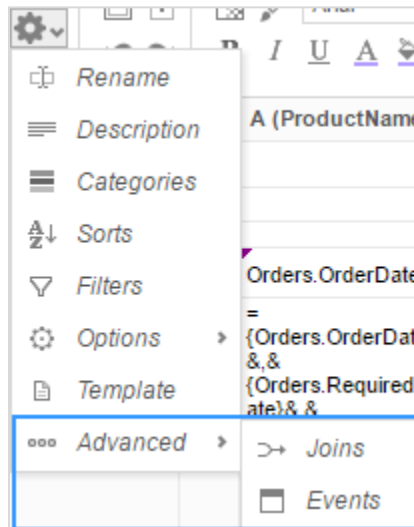 B I U A
Rename
Description
A (ProductName
Categories
Sorts
Orders.OrderDate
Filters
=
{Orders.OrderDat
Options
&,&
{Orders.Required
Template
ate}& &
Advanced
Joins
Events